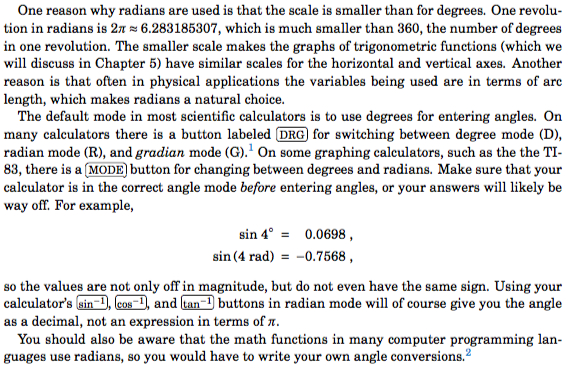 One reason why radians are used is that the scale is smaller than for degrees. One revolu-
tion in radians is 2π ≈ 6.283185307, which is much smaller than 360, the number of degrees
in one revolution. The smaller scale makes the graphs of trigonometric functions (which we
will discuss in Chapter 5) have similar scales for the horizontal and vertical axes. Another
reason is that often in physical applications the variables being used are in terms of arc
length, which makes radians a natural choice.
The default mode in most scientific calculators is to use degrees for entering angles. On
many calculators there is a button labeled DRG for switching between degree mode (D),
radian mode (R), and gradian mode (G).¹ On some graphing calculators, such as the the TI-
83, there is a MODE button for changing between degrees and radians. Make sure that your
calculator is in the correct angle mode before entering angles, or your answers will likely be
way off. For example,
sin 4° = 0.0698 ,
sin (4 rad) = −0.7568 ,
so the values are not only off in magnitude, but do not even have the same sign. Using your
calculator's sin⁻¹, cos⁻¹, and tan⁻¹ buttons in radian mode will of course give you the angle
as a decimal, not an expression in terms of π.
You should also be aware that the math functions in many computer programming lan-
guages use radians, so you would have to write your own angle conversions.²